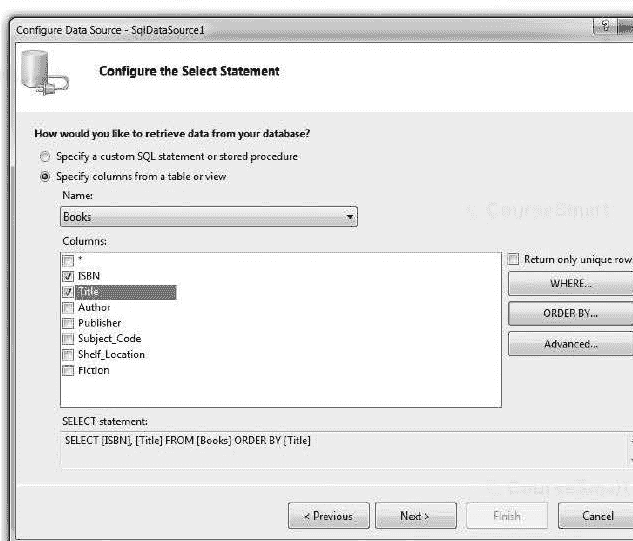 Configure Data Source - SqlDataSource1
Configure the Select Statement
How would you like to retrieve data from your database?
Specify a custom SQL statement or stored procedure
Specify columns from a table or view
Name:
Books
Columns:
*
ISBN
Title
Author
Publisher
Subject_Code
Shelf_Location
Fiction
Return only unique row
WHERE...
ORDER BY...
Advanced...
SELECT statement:
SELECT [ISBN], [Title] FROM [Books] ORDER BY [Title]
< Previous
Next >
Finish
Cancel
CourseSmart